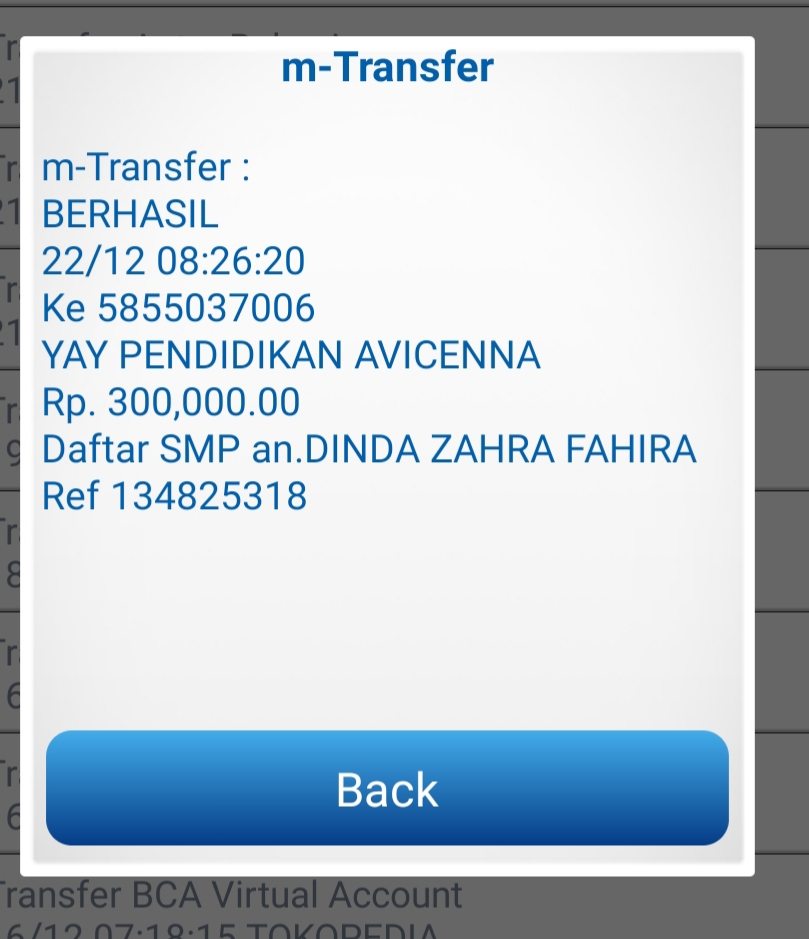 m-Transfer
m-Transfer :
BERHASIL
22/12 08:26:20
Ke 5855037006
YAY PENDIDIKAN AVICENNA
Rp. 300,000.00
Daftar SMP an.DINDA ZAHRA FAHIRA
Ref 134825318
Back
Transfer BCA Virtual Account
6/12 07:18:15 TOKOPEDIA